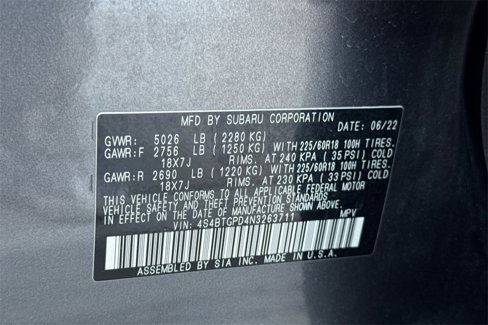 MFD BY SUBARU CORPORATION
DATE: 06/22
GVWR: 5026 LB (2280 KG)
GAWR:F 2756 LB (1250 KG) WITH 225/60R18 100H TIRES.
18X7J RIMS. AT 240 KPA (35 PSI) COLD
GAWR:R 2690 LB (1220 KG) WITH 225/60R18 100H TIRES.
18X7J RIMS. AT 230 KPA (33 PSI) COLD
THIS VEHICLE CONFORMS TO ALL APPLICABLE FEDERAL MOTOR
VEHICLE SAFETY AND BUMPER STANDARDS
IN EFFECT ON THE DATE OF MANUFACTURE SHOWN ABOVE.
VIN: 4S4BTGPD4N3263711 MPV
ASSEMBLED BY SIA INC. MADE IN U.S.A.